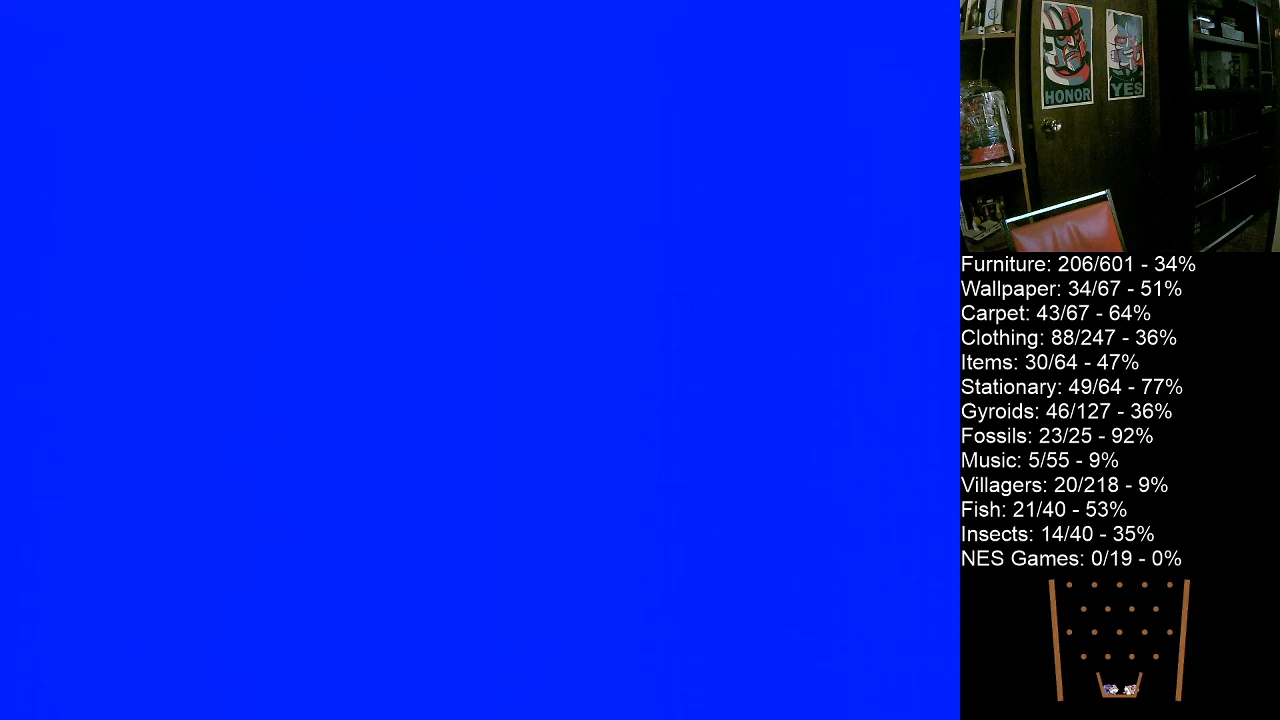 HONOR
YES
Furniture: 206/601 - 34%
Wallpaper: 34/67 - 51%
Carpet: 43/67 - 64%
Clothing: 88/247 - 36%
Items: 30/64 - 47%
Stationary: 49/64 - 77%
Gyroids: 46/127 - 36%
Fossils: 23/25 - 92%
Music: 5/55 - 9%
Villagers: 20/218 - 9%
Fish: 21/40 - 53%
Insects: 14/40 - 35%
NES Games: 0/19 - 0%